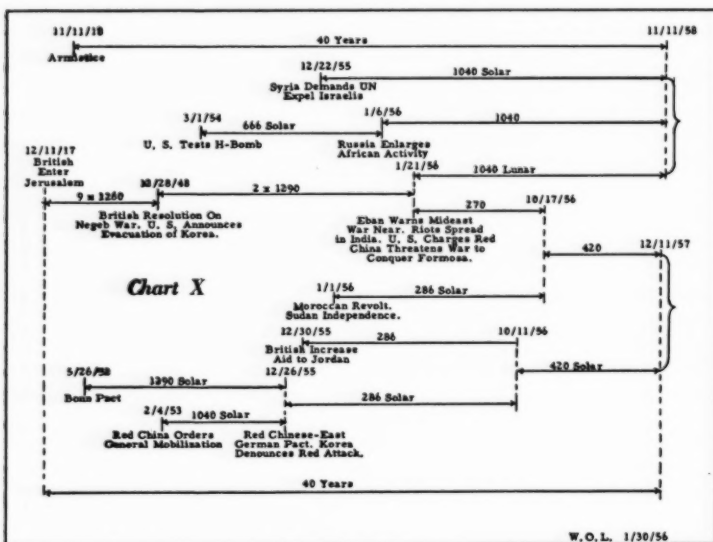 11/11/18
11/11/58
40 Years
Armistice
12/22/55
1040 Solar
Syria Demands UN
Expel Israelis
3/1/54
1/6/56
666 Solar
1040
U. S. Tests H-Bomb
Russia Enlarges
African Activity
12/11/17
British
Enter
Jerusalem
1/21/56
1040 Lunar
9 x 1260
10/28/48
2 x 1290
270
10/17/56
British Resolution On
Negeb War. U. S. Announces
Evacuation of Korea.
Eban Warns Mideast
War Near. Riots Spread
in India. U. S. Charges Red
China Threatens War to
Conquer Formosa.
420
12/11/57
Chart X
1/1/56
286 Solar
Moroccan Revolt.
Sudan Independence.
12/30/55
286
10/11/56
British Increase
Aid to Jordan
420 Solar
5/26/52
1290 Solar
12/26/55
Bonn Pact
286 Solar
2/4/53
1040 Solar
Red China Orders
General Mobilization
Red Chinese-East
German Pact. Korea
Denounces Red Attack.
40 Years
W. O. L. 1/30/56